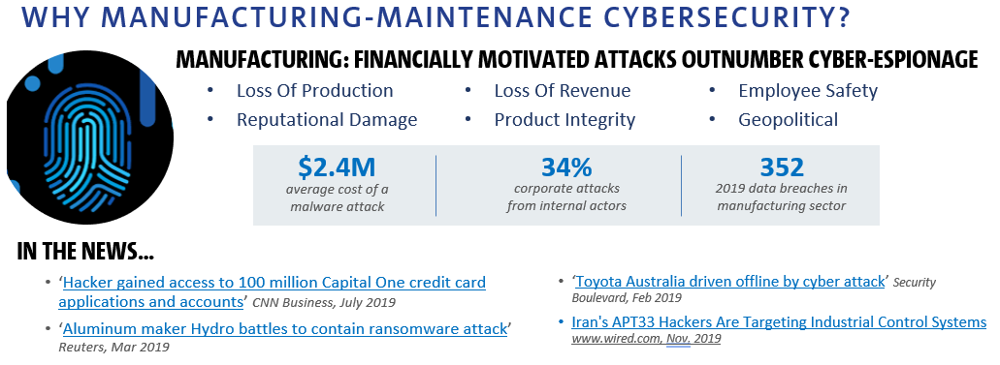 WHY MANUFACTURING-MAINTENANCE CYBERSECURITY?
MANUFACTURING: FINANCIALLY MOTIVATED ATTACKS OUTNUMBER CYBER-ESPIONAGE
• Loss Of Production
• Reputational Damage
• Loss Of Revenue
• Product Integrity
• Employee Safety
• Geopolitical
$2.4M
average cost of a
malware attack
34%
corporate attacks
from internal actors
352
2019 data breaches in
manufacturing sector
IN THE NEWS...
• ‘Hacker gained access to 100 million Capital One credit card
applications and accounts’ CNN Business, July 2019
• ‘Aluminum maker Hydro battles to contain ransomware attack’
Reuters, Mar 2019
• ‘Toyota Australia driven offline by cyber attack’ Security
Boulevard, Feb 2019
• Iran's APT33 Hackers Are Targeting Industrial Control Systems
www.wired.com, Nov, 2019